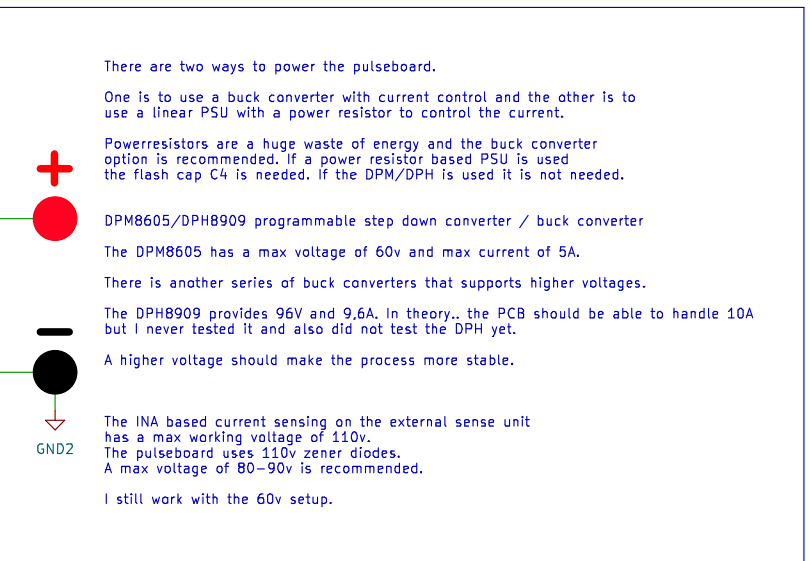 There are two ways to power the pulseboard.
One is to use a buck converter with current control and the other is to
use a linear PSU with a power resistor to control the current.
Powerresistors are a huge waste of energy and the buck converter
option is recommended. If a power resistor based PSU is used
the flash cap C4 is needed. If the DPM/DPH is used it is not needed.
+
DPM8605/DPH8909 programmable step down converter / buck converter
The DPM8605 has a max voltage of 60v and max current of 5A.
There is another series of buck converters that supports higher voltages.
The DPH8909 provides 96V and 9,6A. In theory.. the PCB should be able to handle 10A
but I never tested it and also did not test the DPH yet.
−
A higher voltage should make the process more stable.
The INA based current sensing on the external sense unit
has a max working voltage of 110v.
GND2
The pulseboard uses 110v zener diodes.
A max voltage of 80-90v is recommended.
I still work with the 60v setup.